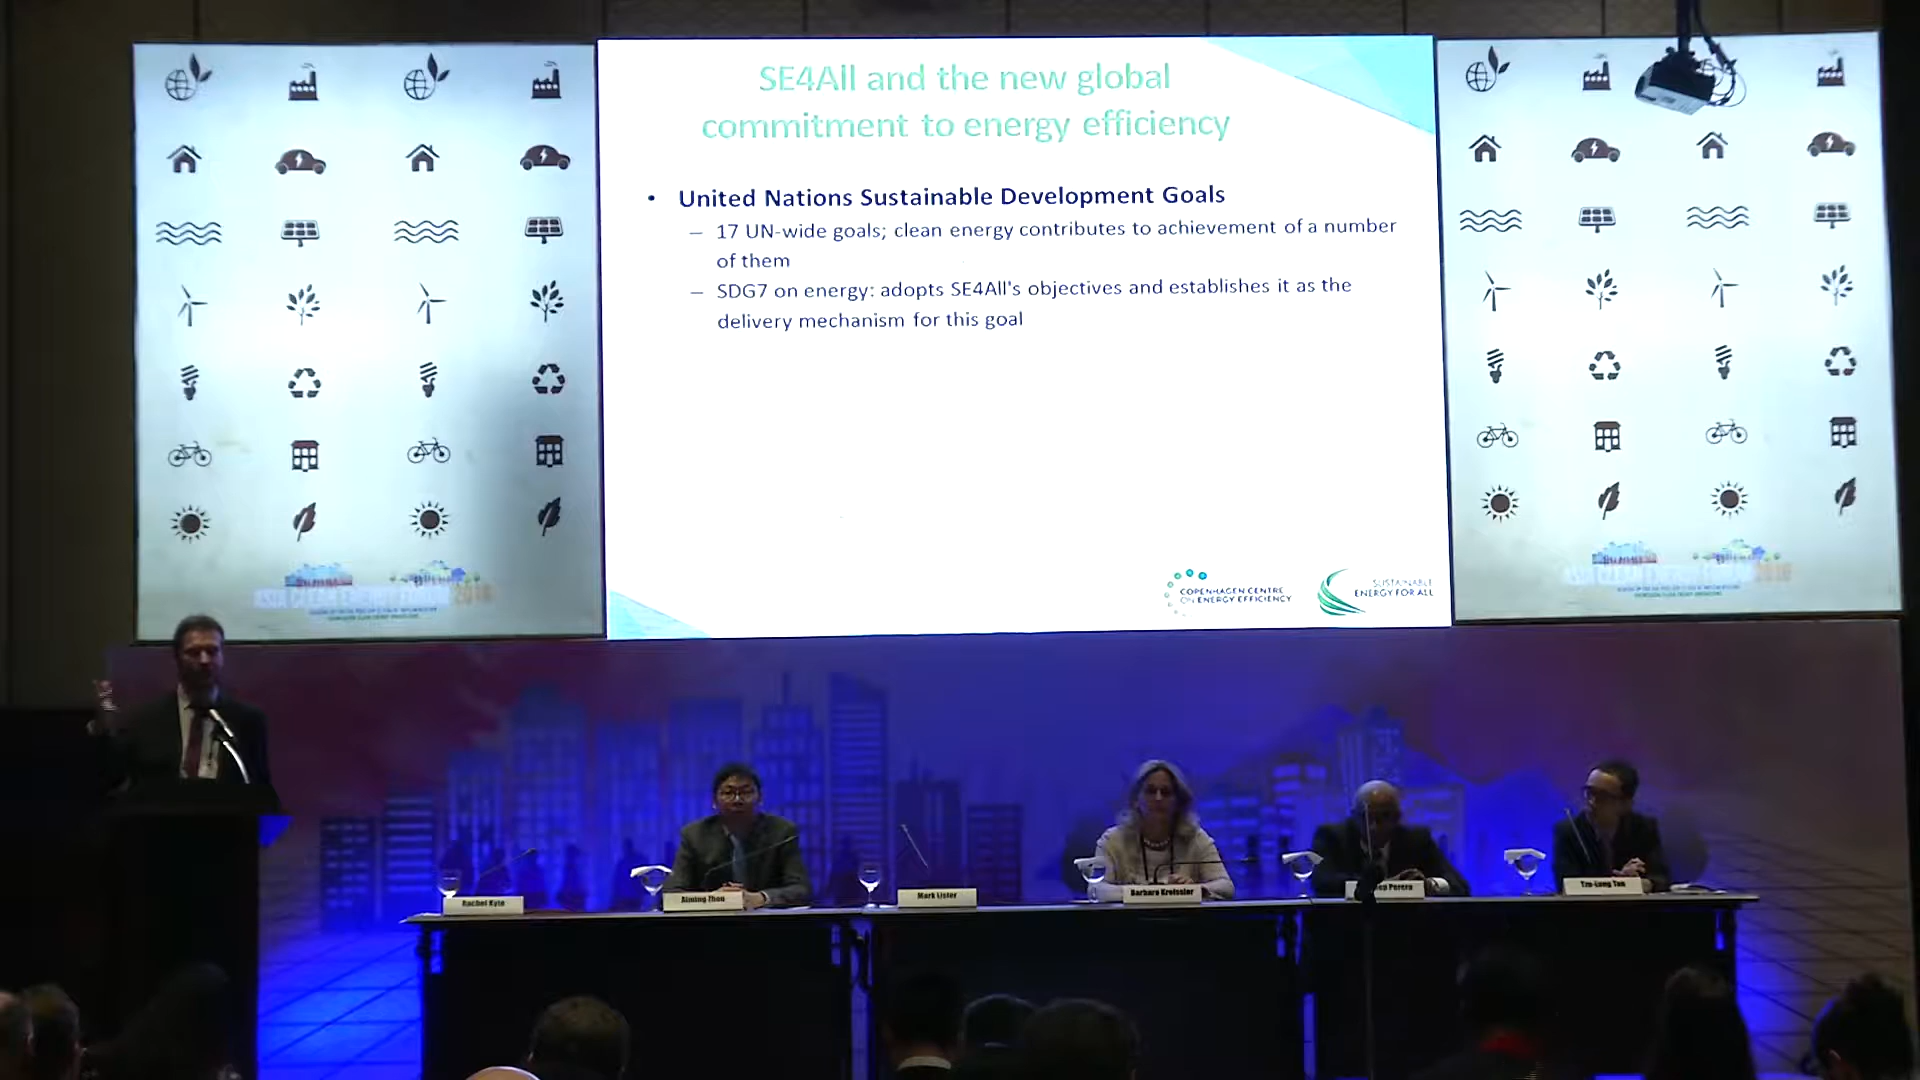 SE4All and the new global
commitment to energy efficiency
• United Nations Sustainable Development Goals
– 17 UN-wide goals; clean energy contributes to achievement of a number
of them
– SDG7 on energy: adopts SE4All's objectives and establishes it as the
delivery mechanism for this goal
COPENHAGEN CENTRE
ON ENERGY EFFICIENCY
SUSTAINABLE
ENERGY FOR ALL
Rachel Kyte
Aiming Zhou
Mark Lister
Barbara Kreissler
Perera